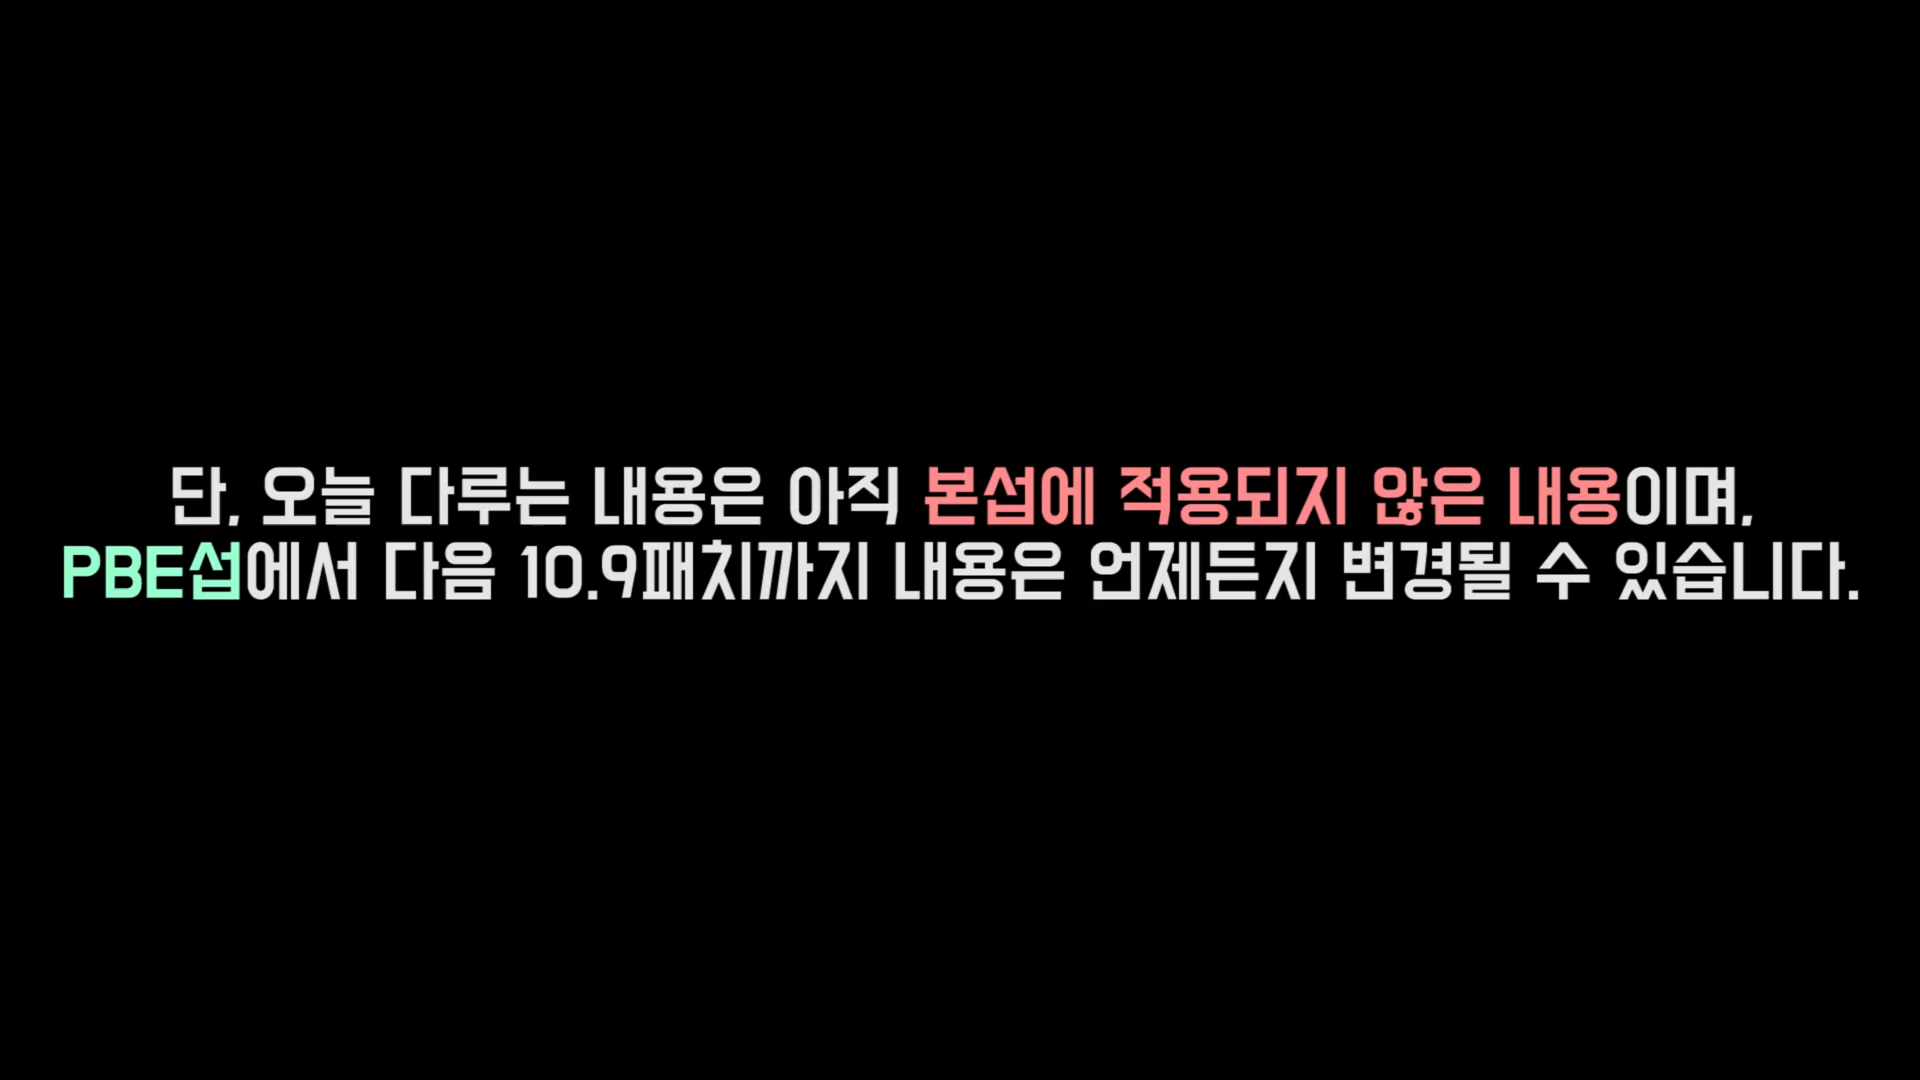 단, 오늘 다루는 내용은 아직 본섭에 적용되지 않은 내용이며,
PBE섭에서 다음 10.9패치까지 내용은 언제든지 변경될 수 있습니다.